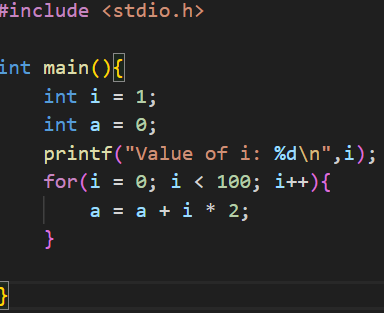 #include <stdio.h>
int main(){
    int i = 1;
    int a = 0;
    printf("Value of i: %d\n",i);
    for(i = 0; i < 100; i++){
        a = a + i * 2;
    }
}